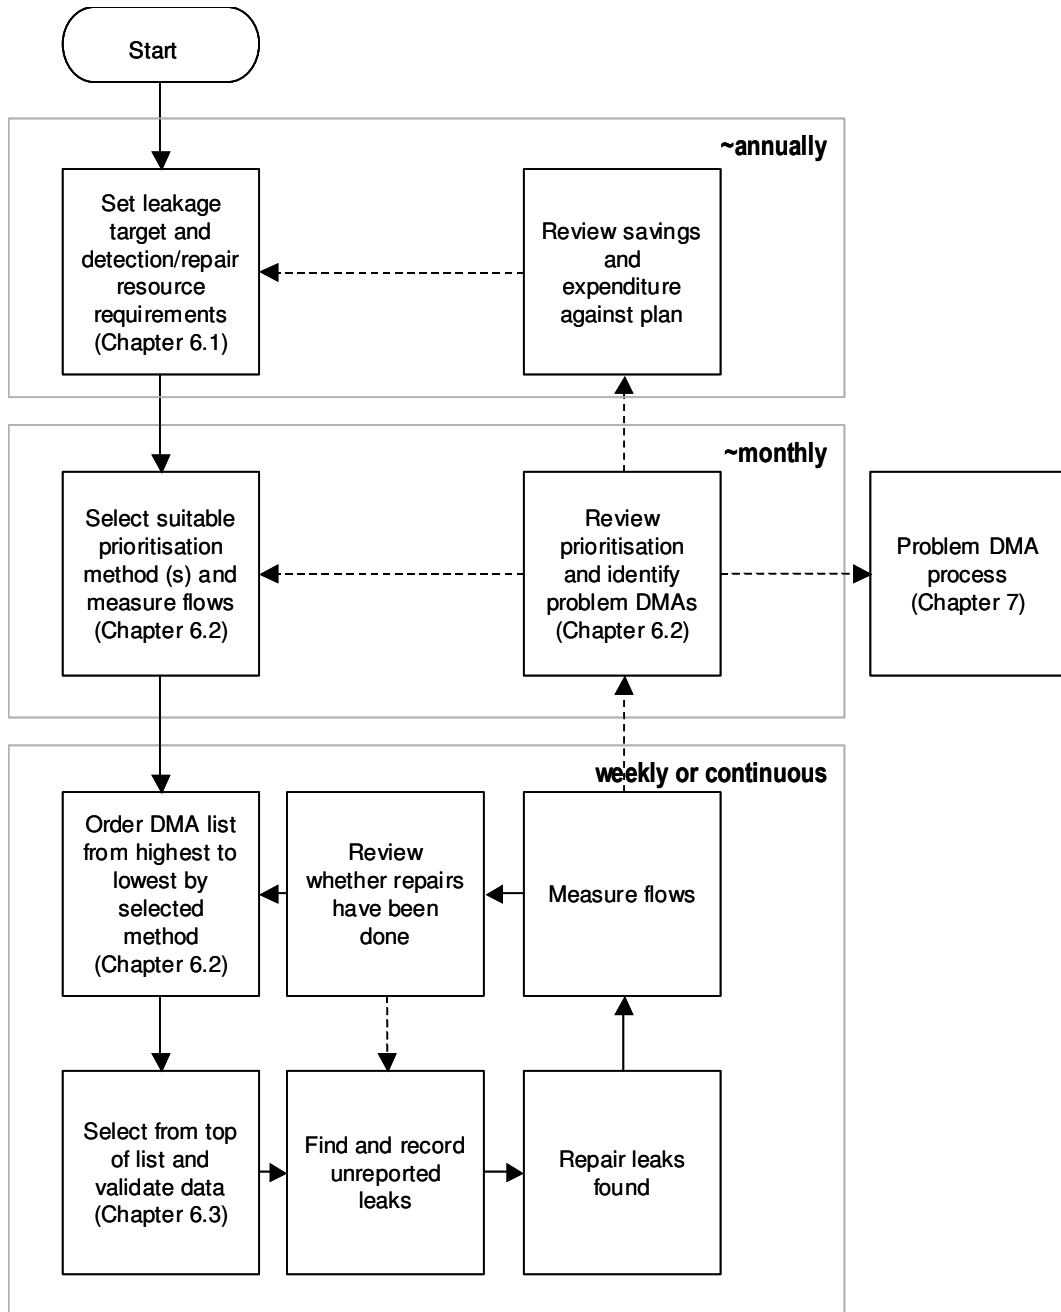 Start
~annually
Set leakage
target and
detection/repair
resource
requirements
(Chapter 6.1)
Review savings
and
expenditure
against plan
~monthly
Select suitable
prioritisation
method (s) and
measure flows
(Chapter 6.2)
Review
prioritisation
and identify
problem DMAs
(Chapter 6.2)
Problem DMA
process
(Chapter 7)
weekly or continuous
Order DMA list
from highest to
lowest by
selected
method
(Chapter 6.2)
Review
whether repairs
have been
done
Measure flows
Select from top
of list and
validate data
(Chapter 6.3)
Find and record
unreported
leaks
Repair leaks
found